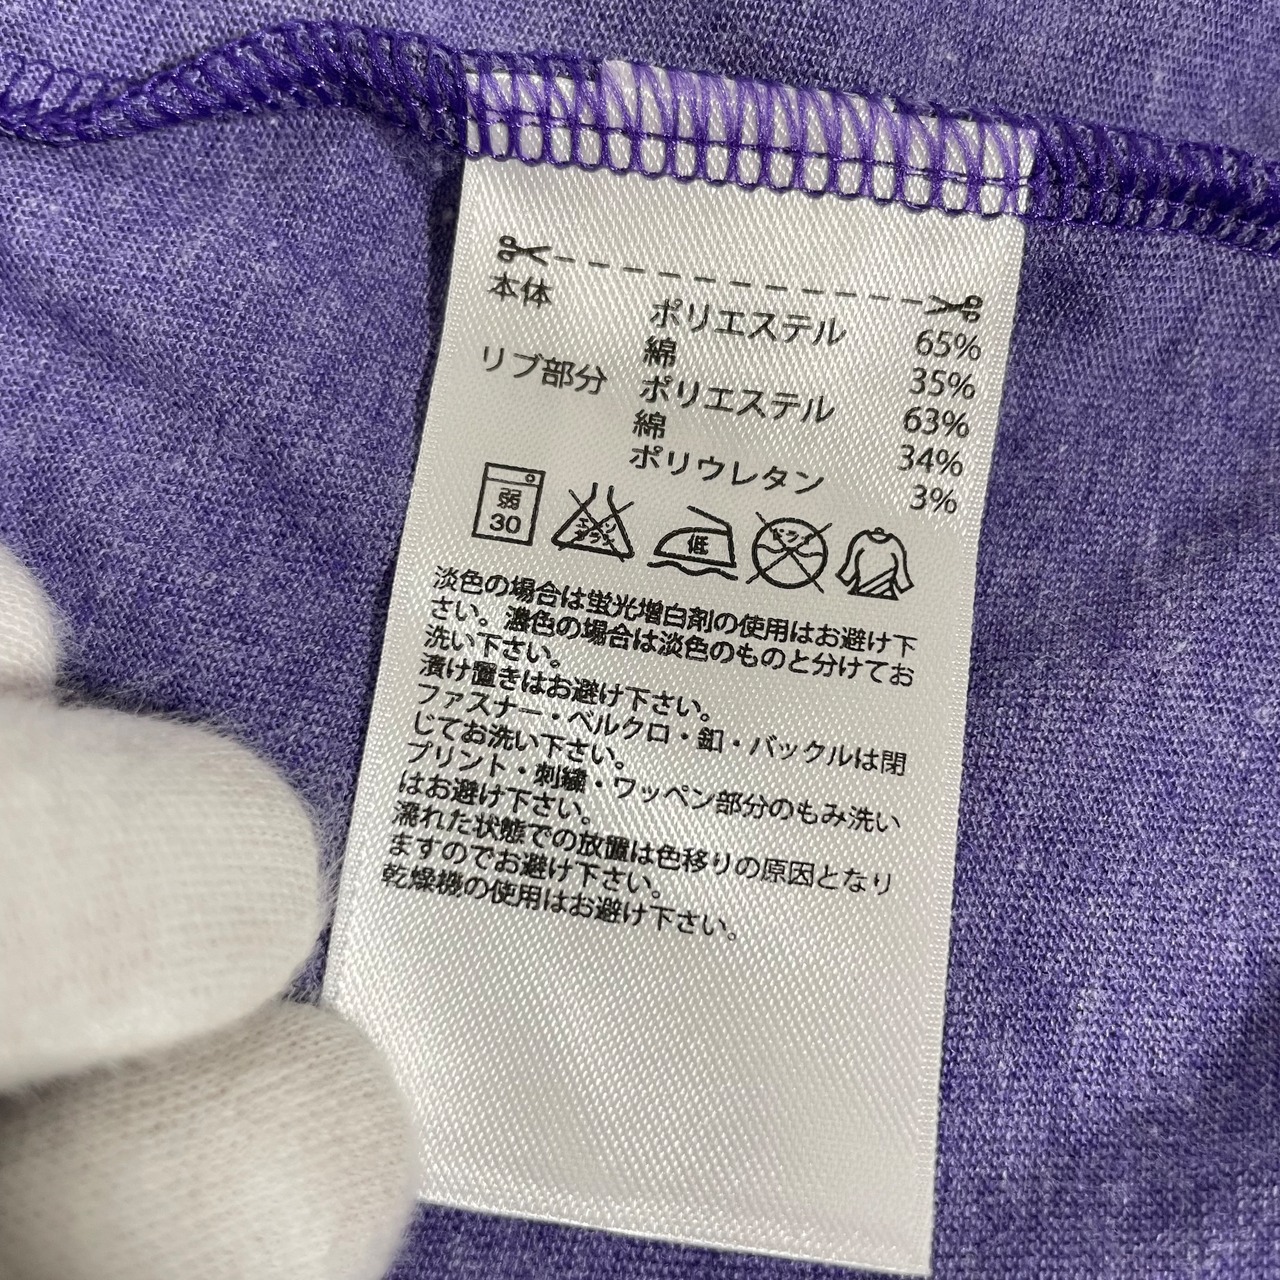 本体 ポリエステル 65%
綿 35%
リブ部分 ポリエステル 63%
綿 34%
ポリウレタン 3%
弱 30 エンソサラシ 低 ドライ
淡色の場合は蛍光増白剤の使用はお避け下
さい。濃色の場合は淡色のものと分けてお
洗い下さい。
漬け置きはお避け下さい。
ファスナー・ベルクロ・釦・バックルは閉
じてお洗い下さい。
プリント・刺繍・ワッペン部分のもみ洗い
はお避け下さい。
濡れた状態での放置は色移りの原因となり
ますのでお避け下さい。
乾燥機の使用はお避け下さい。